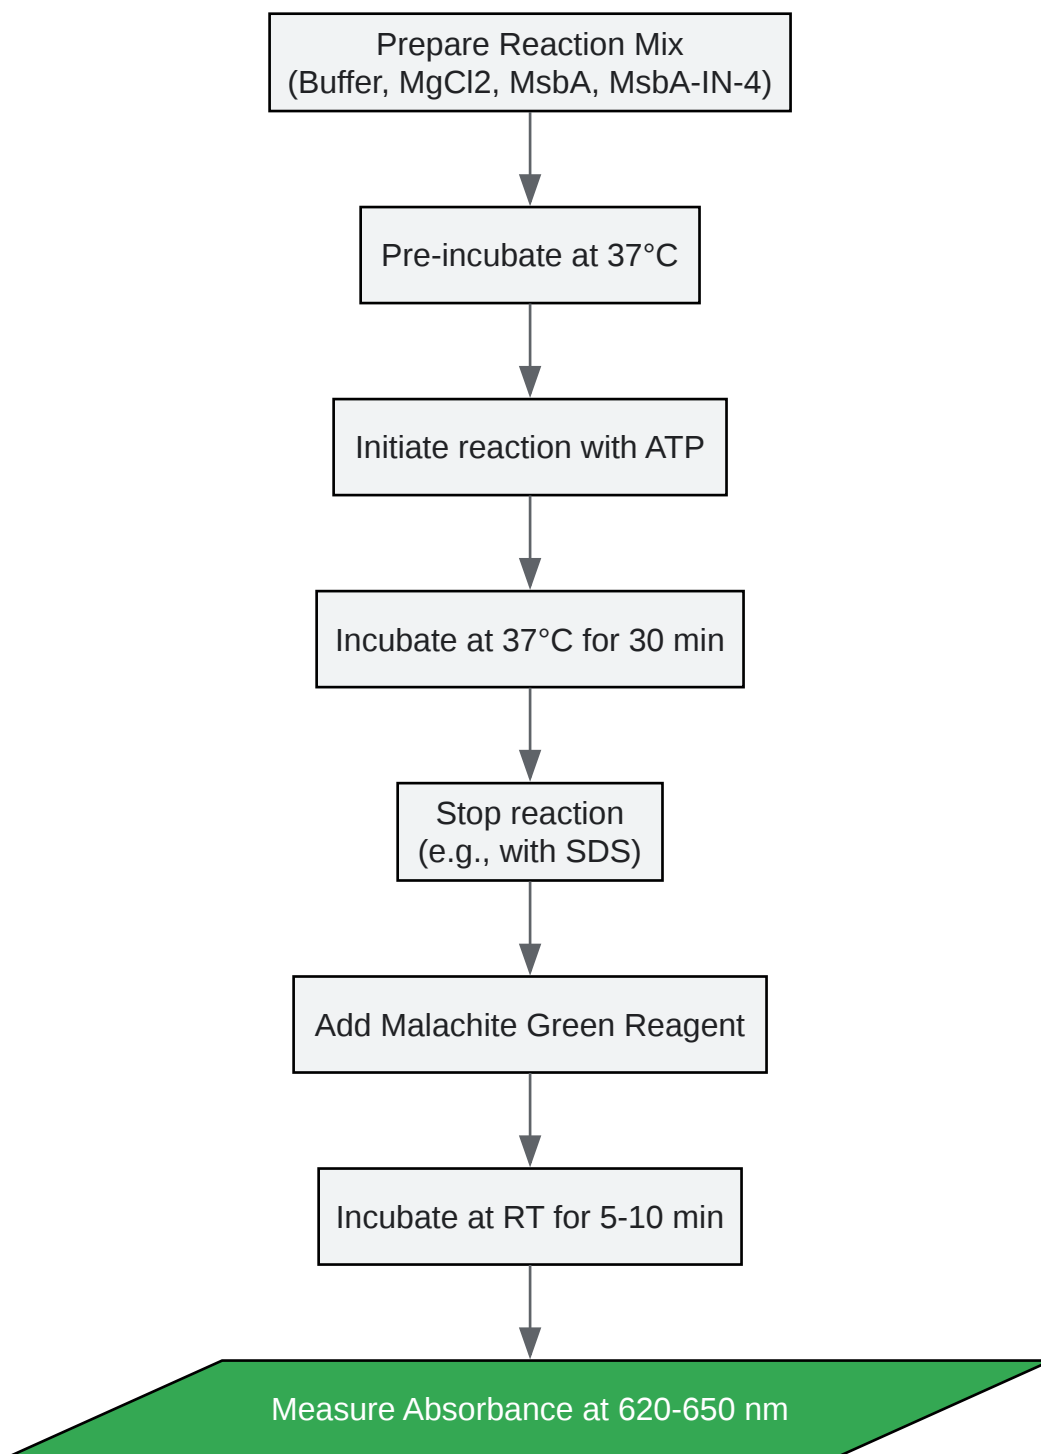 Prepare Reaction Mix
(Buffer, MgCl2, MsbA, MsbA-IN-4)
Pre-incubate at 37°C
Initiate reaction with ATP
Incubate at 37°C for 30 min
Stop reaction
(e.g., with SDS)
Add Malachite Green Reagent
Incubate at RT for 5-10 min
Measure Absorbance at 620-650 nm